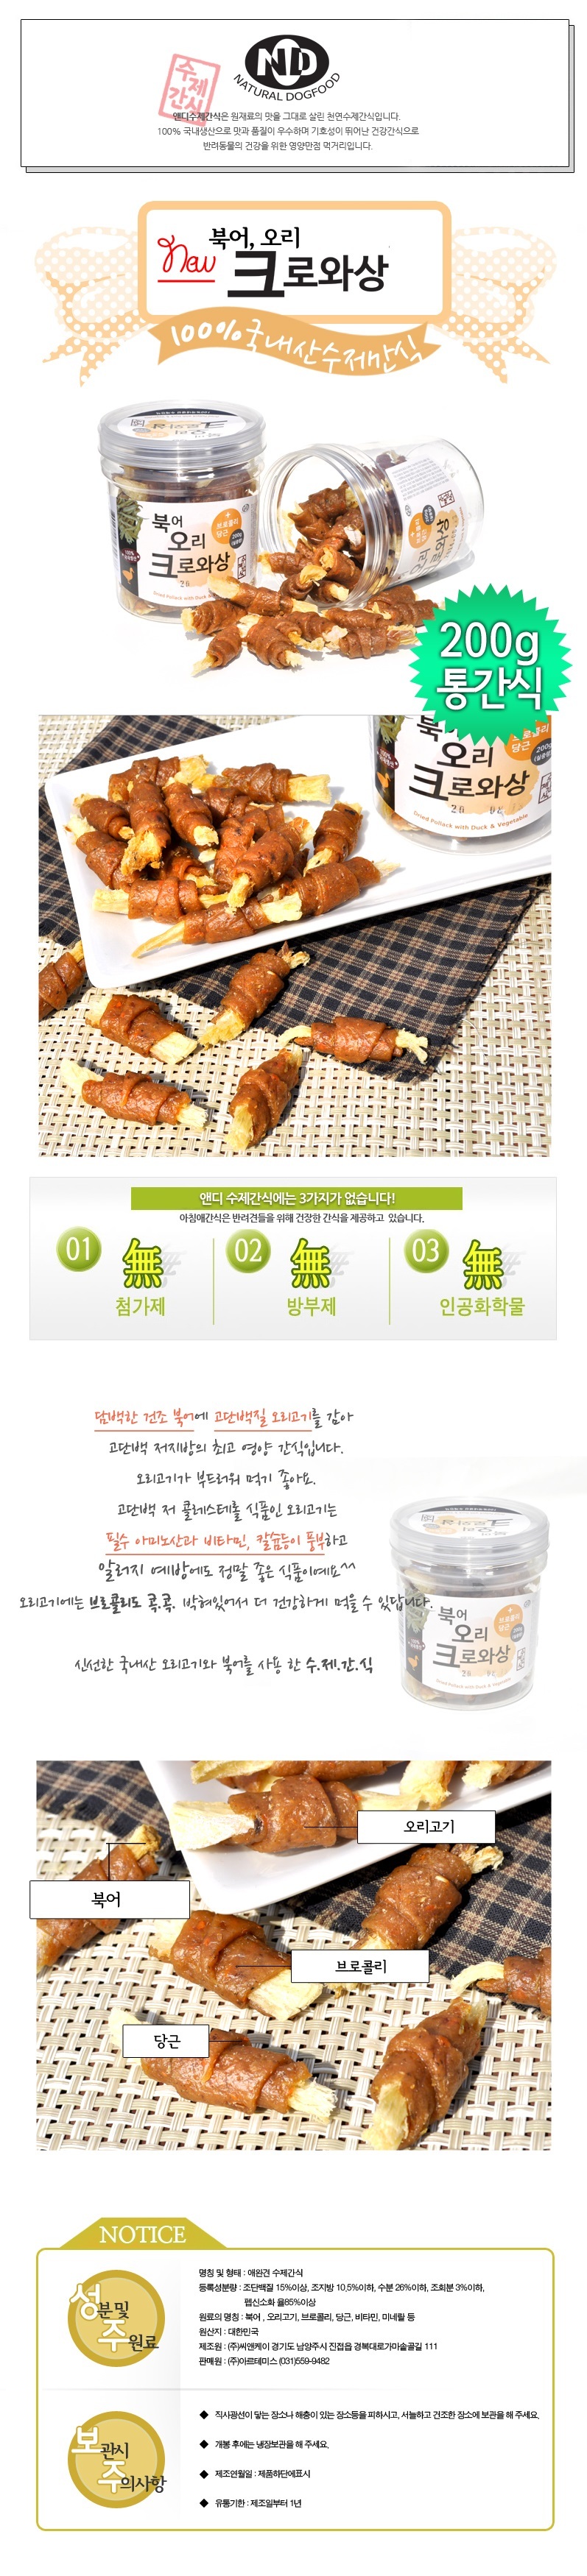 ND
NATURAL DOGFOOD
수제
간식
앤디수제간식은 원재료의 맛을 그대로 살린 천연수제간식입니다.
100% 국내생산으로 맛과 품질이 우수하며 기호성이 뛰어난 건강간식으로
반려동물의 건강을 위한 영양만점 먹거리입니다.
New 북어, 오리
크로와상
100%국내산수제간식
북어
오리
크로와상
브로콜리
당근
200g
200g
통간식
북어
오리
크로와상
브로콜리
당근
200g
Dried Pollack with Duck & Vegetable
앤디 수제간식에는 3가지가 없습니다!
아침애간식은 반려견들을 위해 건강한 간식을 제공하고 있습니다.
01 無 첨가제
02 無 방부제
03 無 인공화학물
담백한 건조 북어에 고단백질 오리고기를 감아
고단백 저지방의 최고 영양 간식입니다.
오리고기가 부드러워 먹기 좋아요.
고단백 저 콜레스테롤 식품인 오리고기는
필수 아미노산과 비타민, 칼슘등이 풍부하고
알러지 예방에도 정말 좋은 식품이예요^^
오리고기에는 브로콜리도 콕.콕. 박혀있어서 더 건강하게 먹을 수 있답니다.
신선한 국내산 오리고기와 북어를 사용 한 수.제.간.식
북어
오리
크로와상
오리고기
북어
브로콜리
당근
NOTICE
성분 및
주원료
명칭 및 형태 : 애완견 수제간식
등록성분량 : 조단백질 15%이상, 조지방 10,5%이하, 수분 26%이하, 조회분 3%이하,
펩신소화 율85%이상
원료의 명칭 : 북어 , 오리고기, 브로콜리, 당근, 비타민, 미네랄 등
원산지 : 대한민국
제조원 : (주)씨앤케이 경기도 남양주시 진접읍 경복대로가마솥골길 111
판매원 : (주)아르테미스 (031)559-9482
보관시
주의사항
◆ 직사광선이 닿는 장소나 해충이 있는 장소등을 피하시고, 서늘하고 건조한 장소에 보관을 해 주세요.
◆ 개봉 후에는 냉장보관을 해 주세요.
◆ 제조연월일 : 제품하단에표시
◆ 유통기한 : 제조일부터 1년